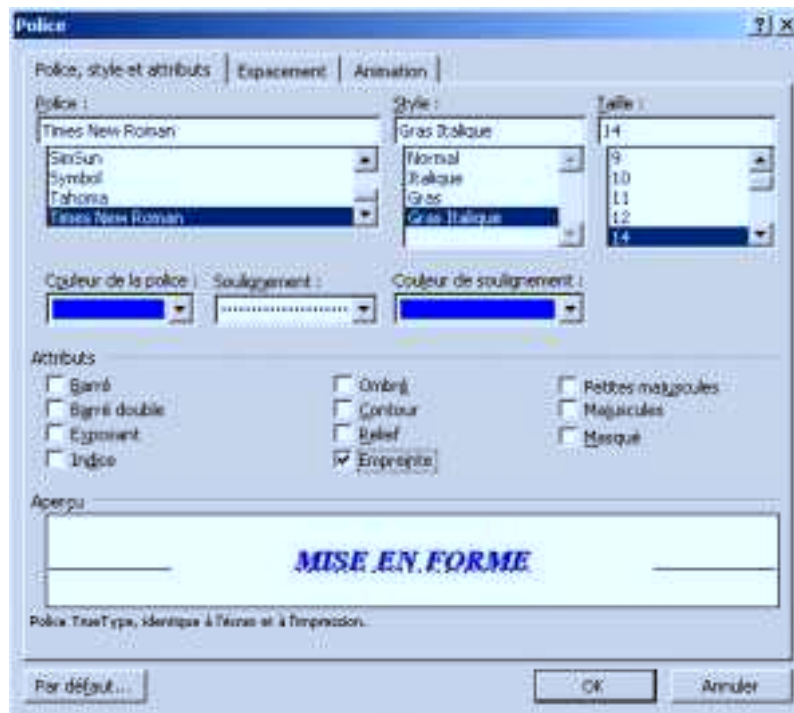 Police
Police, style et attributs Espacement Animation
Police : Style : Taille :
Times New Roman Gras Italique 14
SimSun Normal 9
Symbol Italique 10
Tahoma Gras 11
Times New Roman Gras Italique 12
14
Couleur de la police : Soulignement : Couleur de soulignement :
Attributs
Barré Ombré Petites majuscules
Barré double Contour Majuscules
Exposant Relief Masqué
Indice Empreinte
Aperçu
MISE EN FORME
Police TrueType, identique à l'écran et à l'impression.
Par défaut... OK Annuler